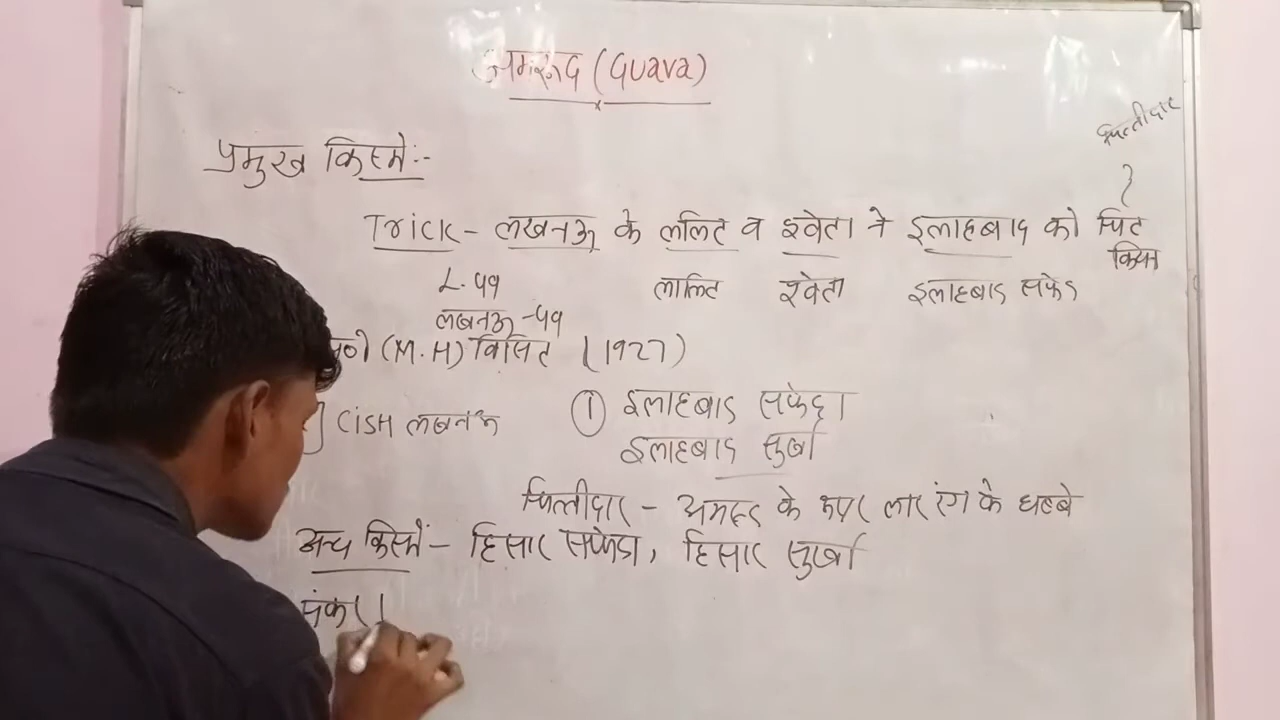 अमरूद (Guava)
प्रमुख किस्मे:-
चित्तीदार
Trick - लखनऊ के ललित व श्वेता ने इलाहबाद को चित
किया
L-49 ललित श्वेता इलाहबाद सफेद
लखनऊ -49
(M.H) विसिट (1927)
CISH लखनऊ
① इलाहबाद सफेदा
इलाहबाद सुर्खा
चित्तीदार - अमरूद के ऊपर लाल रंग के धब्बे
अन्य किस्में - हिसार सफेदा, हिसार सुर्खा
संकर